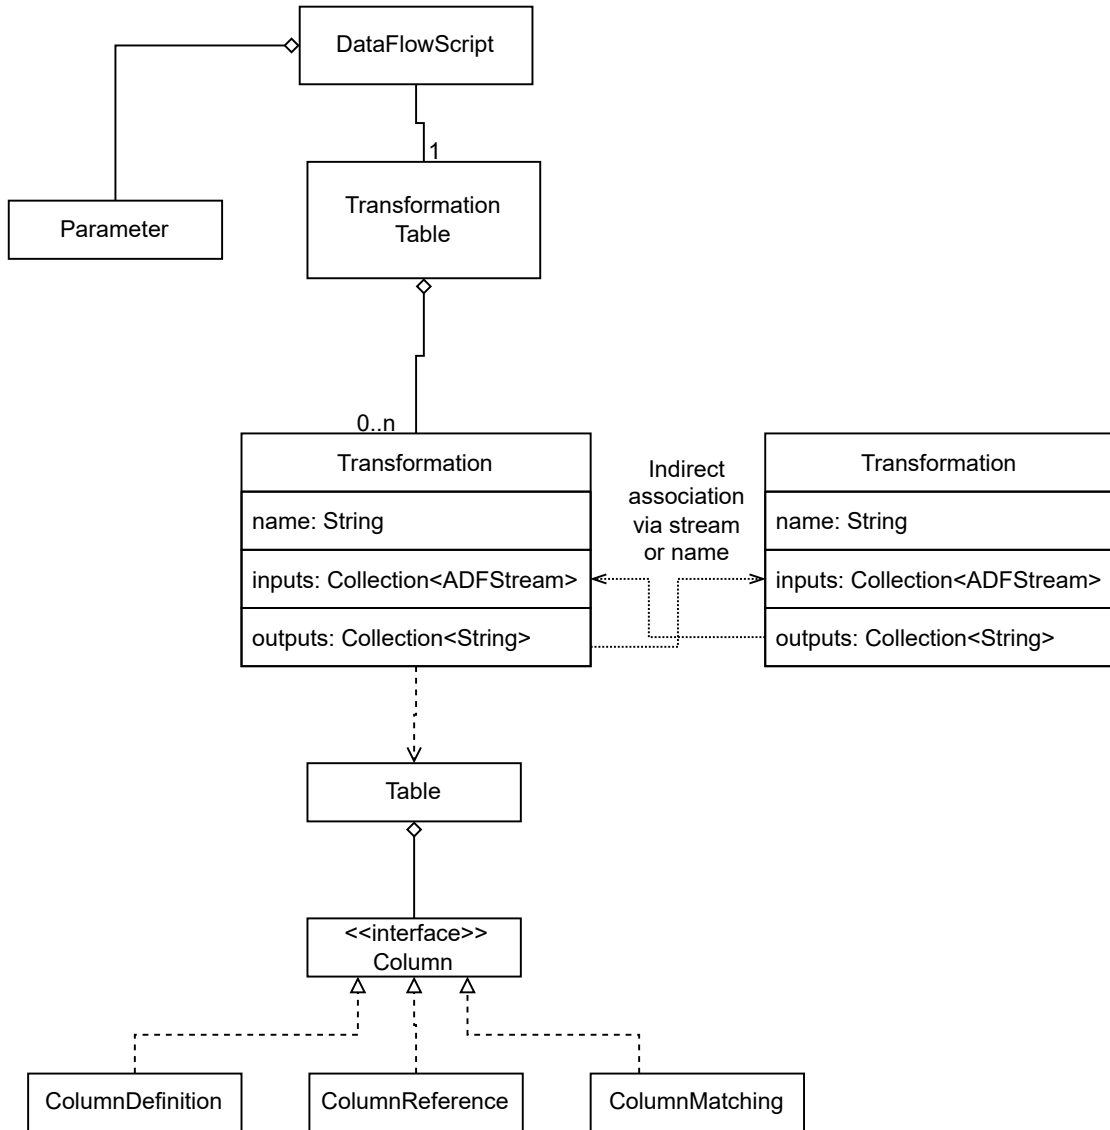 DataFlowScript
1
Parameter
Transformation
Table
0..n
Transformation
name: String
inputs: Collection<ADFStream>
outputs: Collection<String>
Indirect
association
via stream
or name
Transformation
name: String
inputs: Collection<ADFStream>
outputs: Collection<String>
Table
<<interface>>
Column
ColumnDefinition
ColumnReference
ColumnMatching